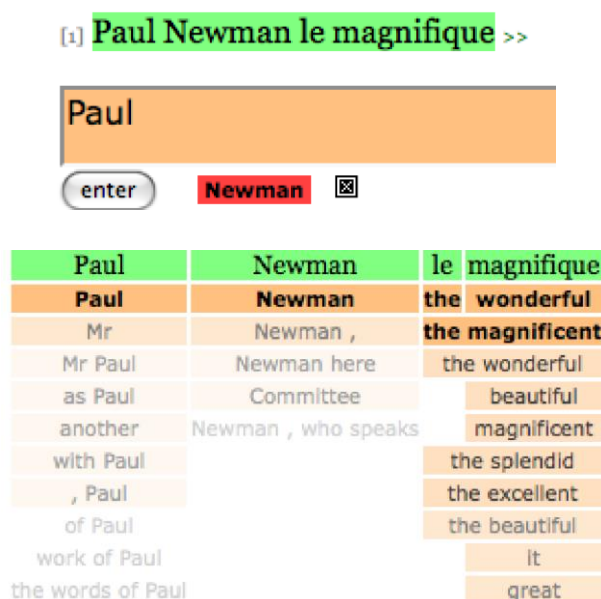 [1] Paul Newman le magnifique >>
Paul
enter Newman
Paul Newman le magnifique
Paul Newman the wonderful
Mr Newman , the magnificent
Mr Paul Newman here the wonderful
as Paul Committee beautiful
another Newman , who speaks magnificent
with Paul the splendid
, Paul the excellent
of Paul the beautiful
work of Paul it
the words of Paul great